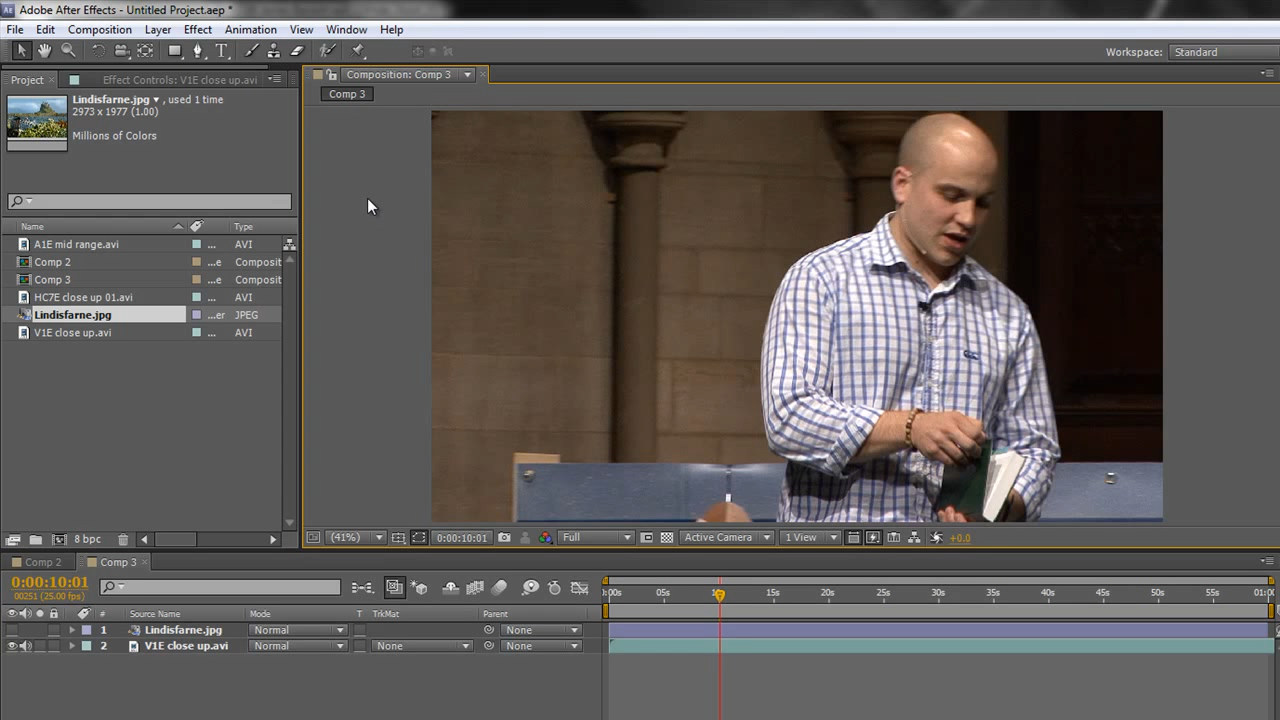 Adobe After Effects - Untitled Project.aep *
File Edit Composition Layer Effect Animation View Window Help
Workspace: Standard
Project Effect Controls: V1E close up.avi
Composition: Comp 3
Comp 3
Lindisfarne.jpg , used 1 time
2973 x 1977 (1.00)
Millions of Colors
Name Type
A1E mid range.avi ... AVI
Comp 2 ...e Composit
Comp 3 ...e Composit
HC7E close up 01.avi ... AVI
Lindisfarne.jpg ...er JPEG
V1E close up.avi ... AVI
8 bpc
(41%) 0:00:10:01 Full Active Camera 1 View +0.0
Comp 2 Comp 3
0:00:10:01
00251 (25.00 fps)
:00s 05s 15s 20s 25s 30s 35s 40s 45s 50s 55s 01:00
# Source Name Mode T TrkMat Parent
1 Lindisfarne.jpg Normal None
2 V1E close up.avi Normal None None